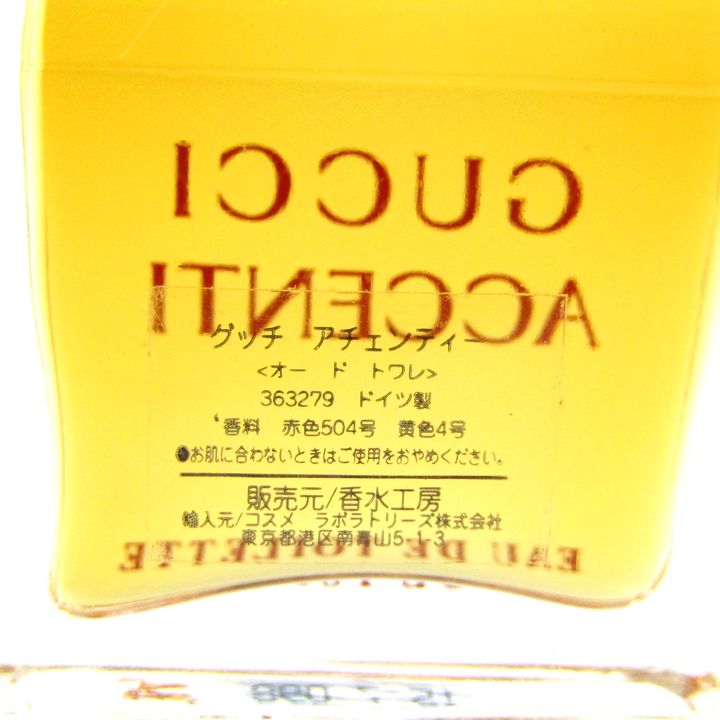 GUCCI
ACCENTI
グッチ アチェンティー
<オー ド トワレ>
363279 ドイツ製
香料 赤色504号 黄色4号
●お肌に合わないときはご使用をおやめください。
販売元/香水工房
輸入元/コスメ ラボラトリーズ株式会社
東京都港区南青山5-1-3
EAU DE TOILETTE